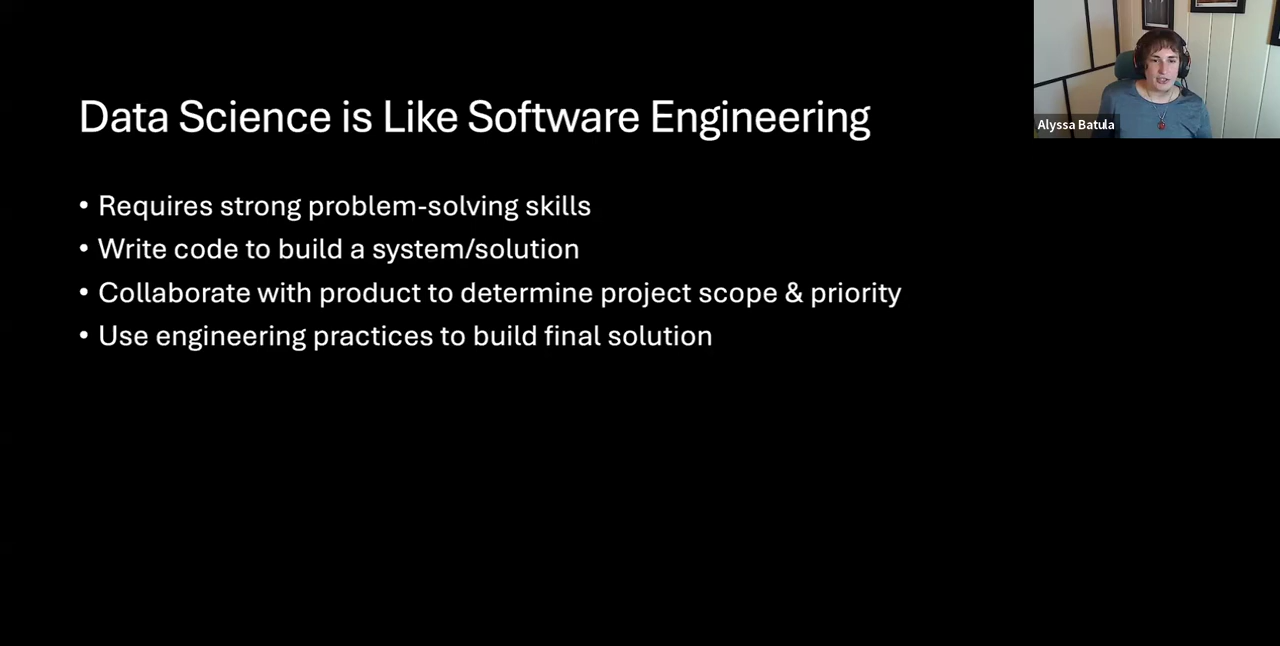 Data Science is Like Software Engineering
• Requires strong problem-solving skills
• Write code to build a system/solution
• Collaborate with product to determine project scope & priority
• Use engineering practices to build final solution
Alyssa Batula